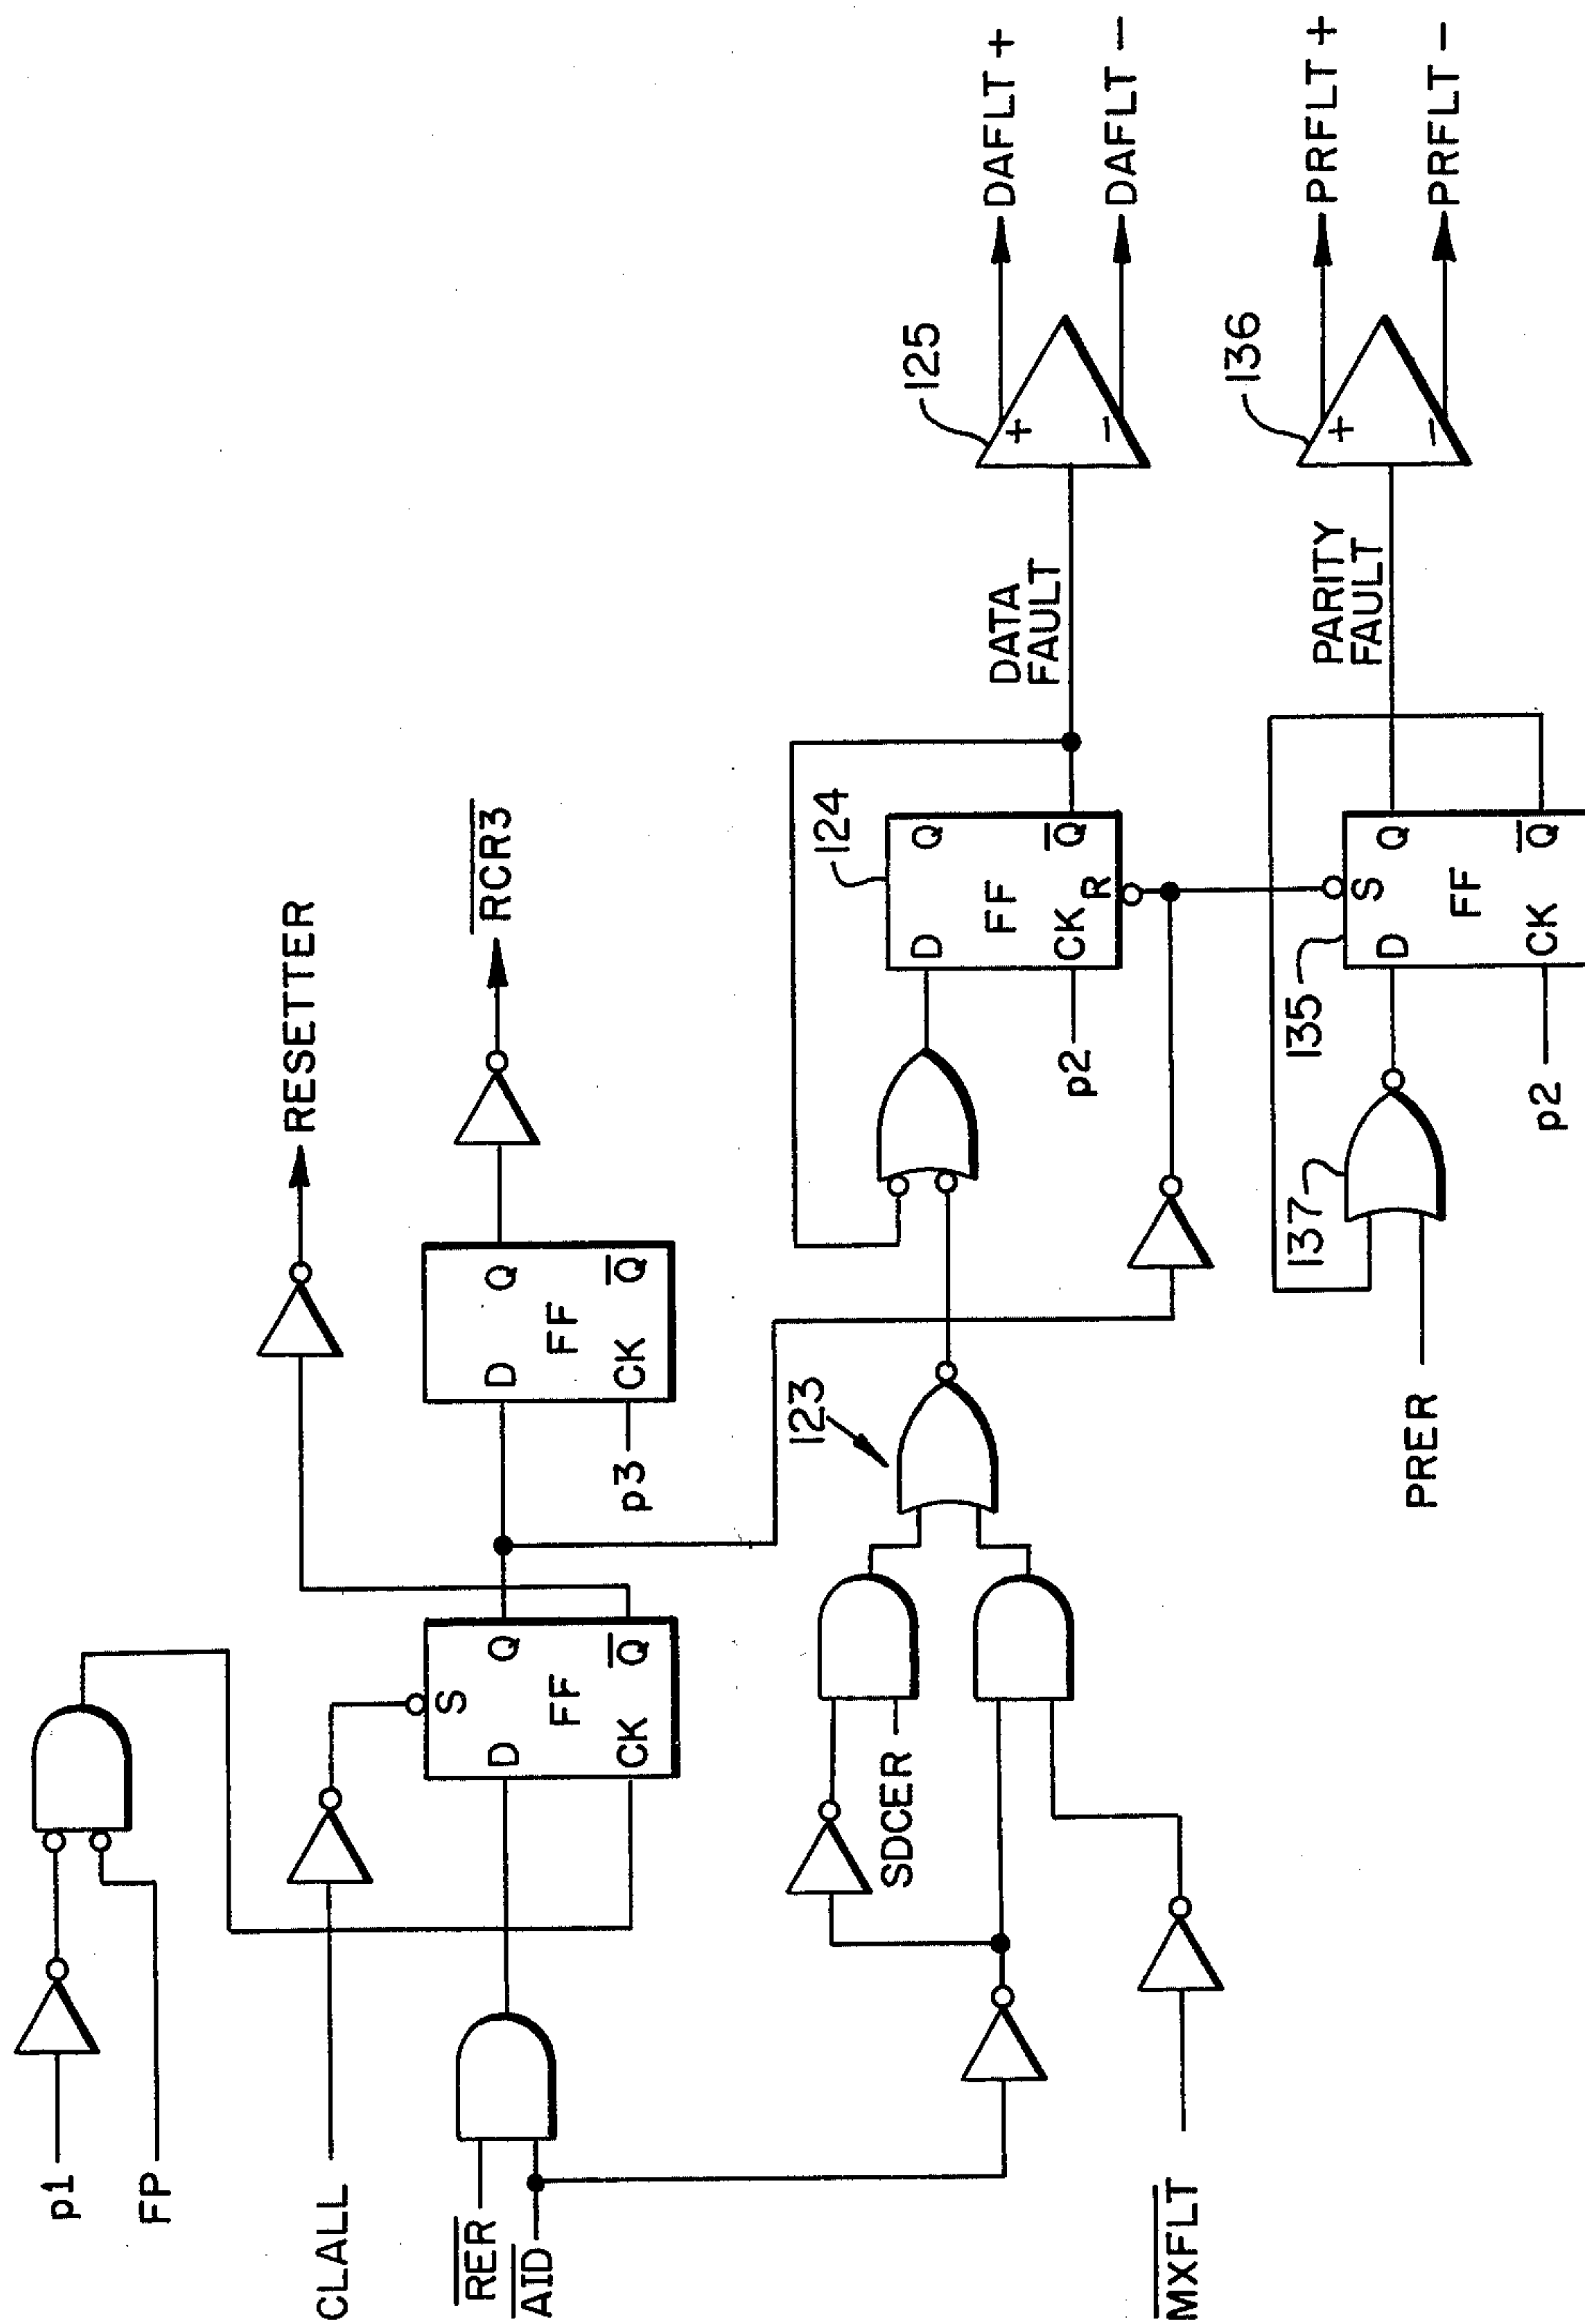 p1
FP
CLALL
RER
AID
MXFLT
S
D
Q
FF
CK
Q
RESETTER
D
Q
FF
CK
Q
p3
RCR3
SDCER
123
124
D
Q
FF
CK
R
Q
p2
DATA
FAULT
125
+
−
DAFLT +
DAFLT −
PRER
137
135
S
D
Q
FF
CK
Q
p2
PARITY
FAULT
136
+
−
PRFLT +
PRFLT −